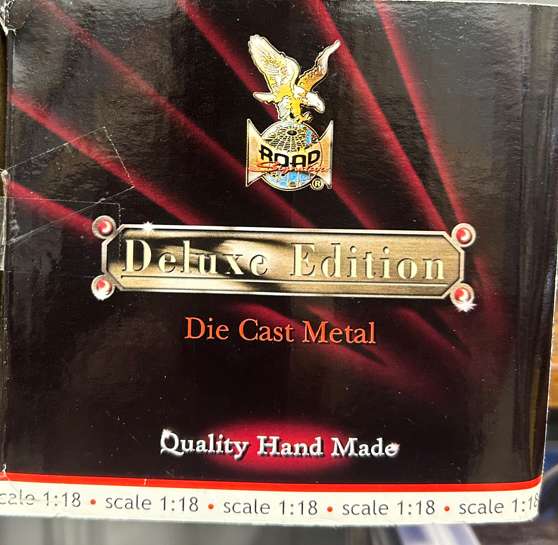 ROAD
Signature
®
Deluxe Edition
Die Cast Metal
Quality Hand Made
scale 1:18 • scale 1:18 • scale 1:18 • scale 1:18 • scale 1:18